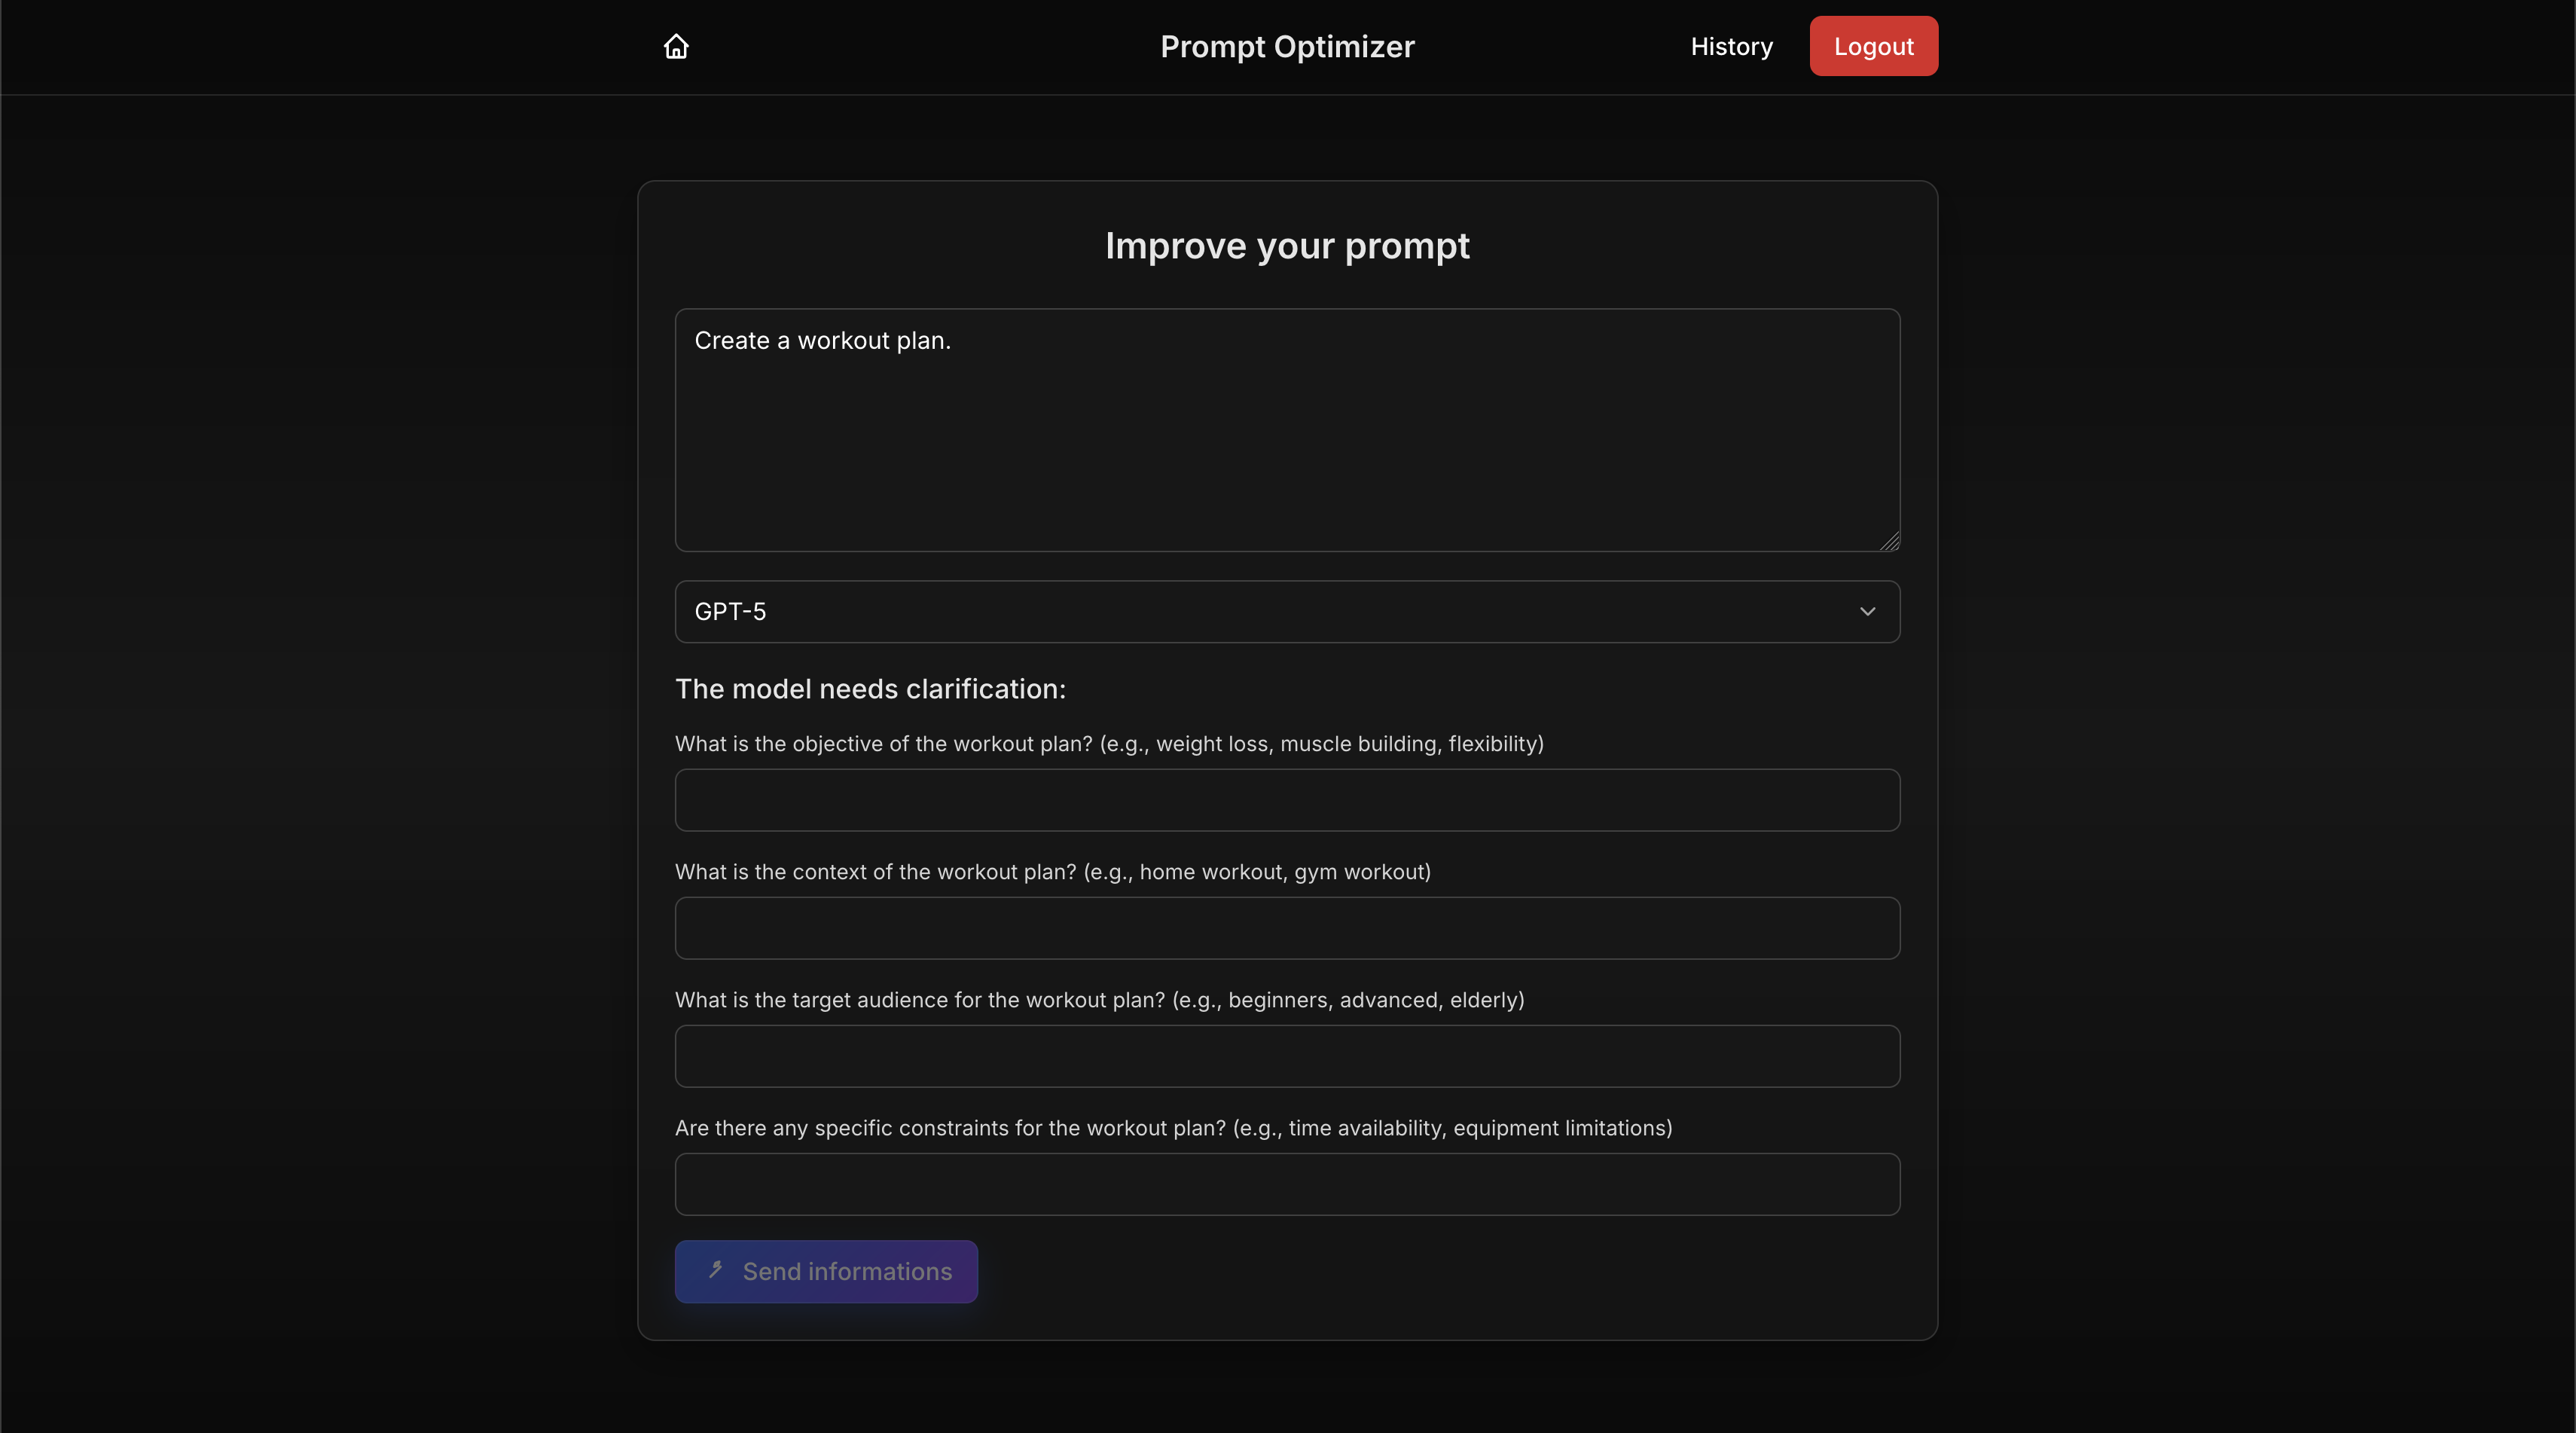 Prompt Optimizer
History
Logout
Improve your prompt
Create a workout plan.
GPT-5
The model needs clarification:
What is the objective of the workout plan? (e.g., weight loss, muscle building, flexibility)
What is the context of the workout plan? (e.g., home workout, gym workout)
What is the target audience for the workout plan? (e.g., beginners, advanced, elderly)
Are there any specific constraints for the workout plan? (e.g., time availability, equipment limitations)
Send informations